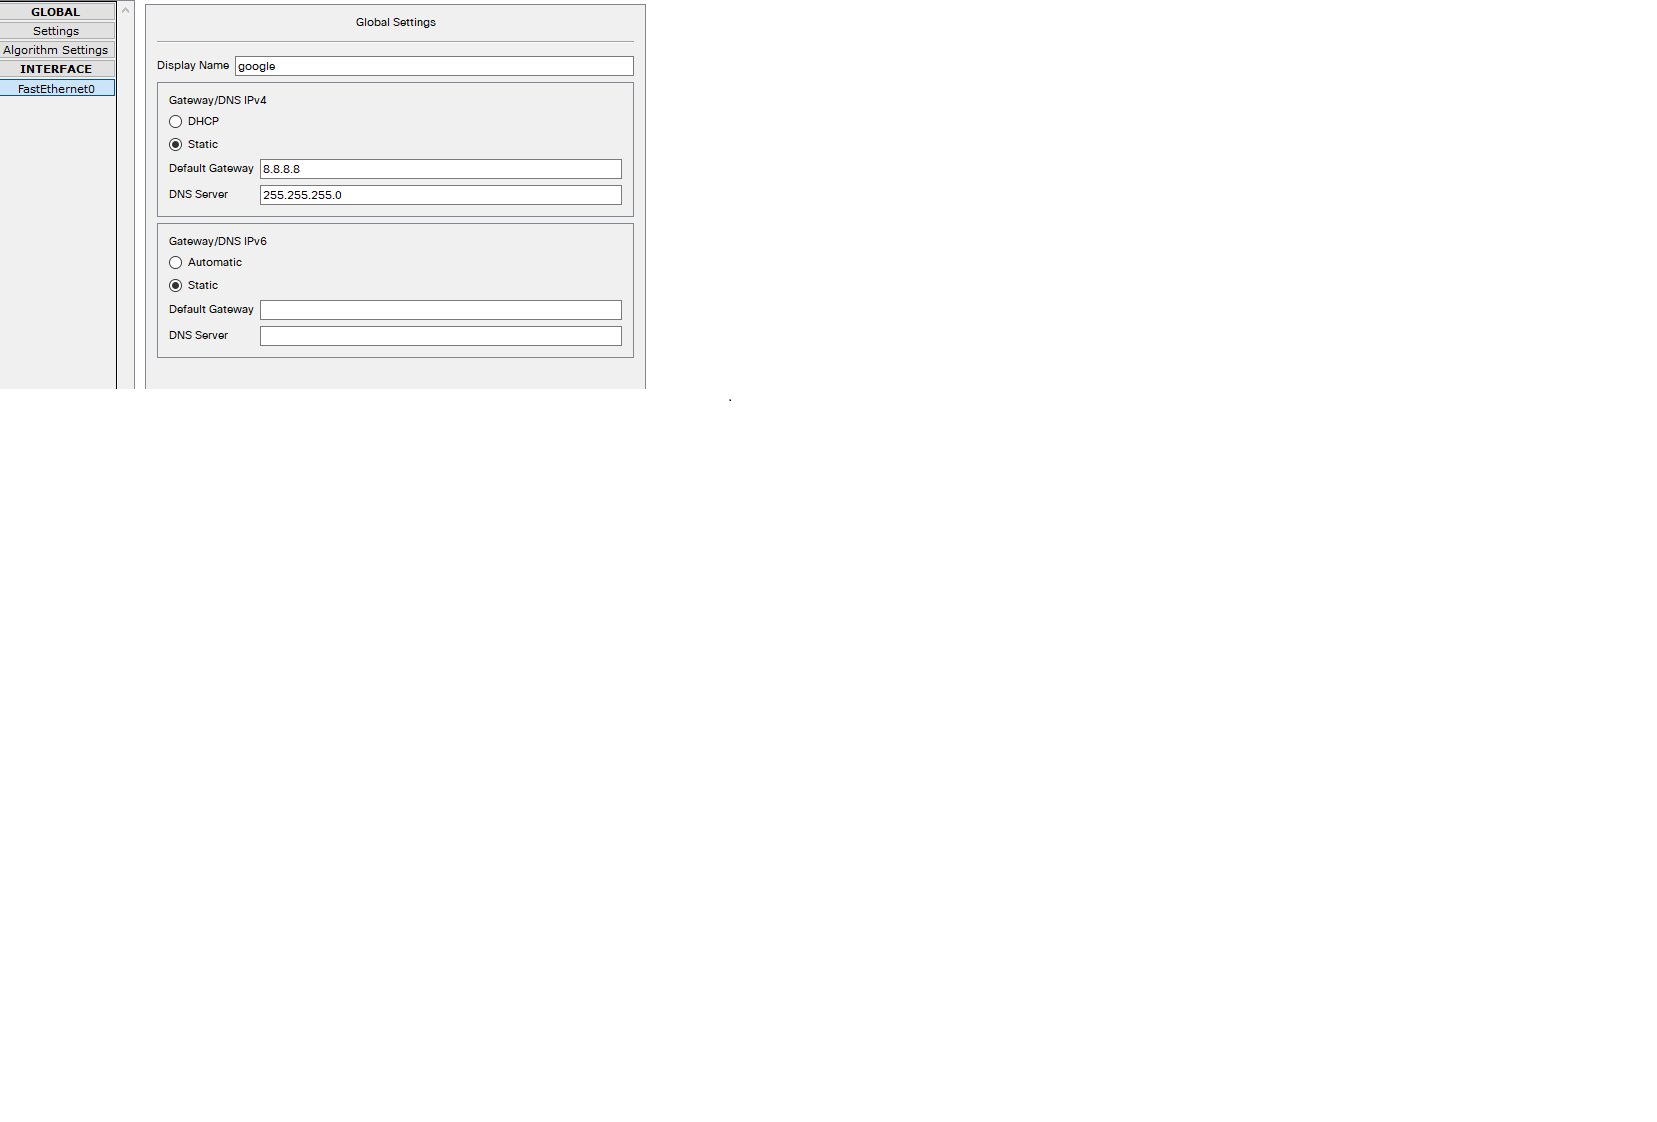 GLOBAL
Settings
Algorithm Settings
INTERFACE
FastEthernet0
Global Settings
Display Name google
Gateway/DNS IPv4
DHCP
Static
Default Gateway 8.8.8.8
DNS Server 255.255.255.0
Gateway/DNS IPv6
Automatic
Static
Default Gateway
DNS Server
.